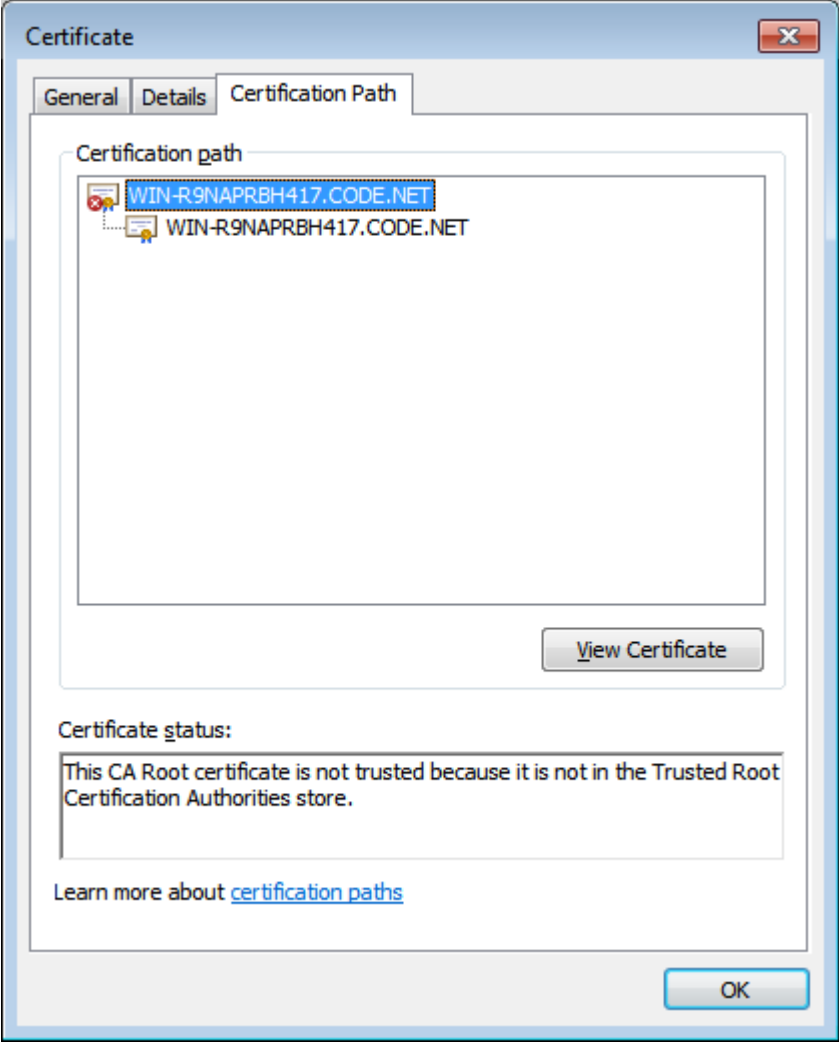 Certificate
General
Details
Certification Path
Certification path
WIN-R9NAPRBH417.CODE.NET
WIN-R9NAPRBH417.CODE.NET
View Certificate
Certificate status:
This CA Root certificate is not trusted because it is not in the Trusted Root
Certification Authorities store.
Learn more about certification paths
OK